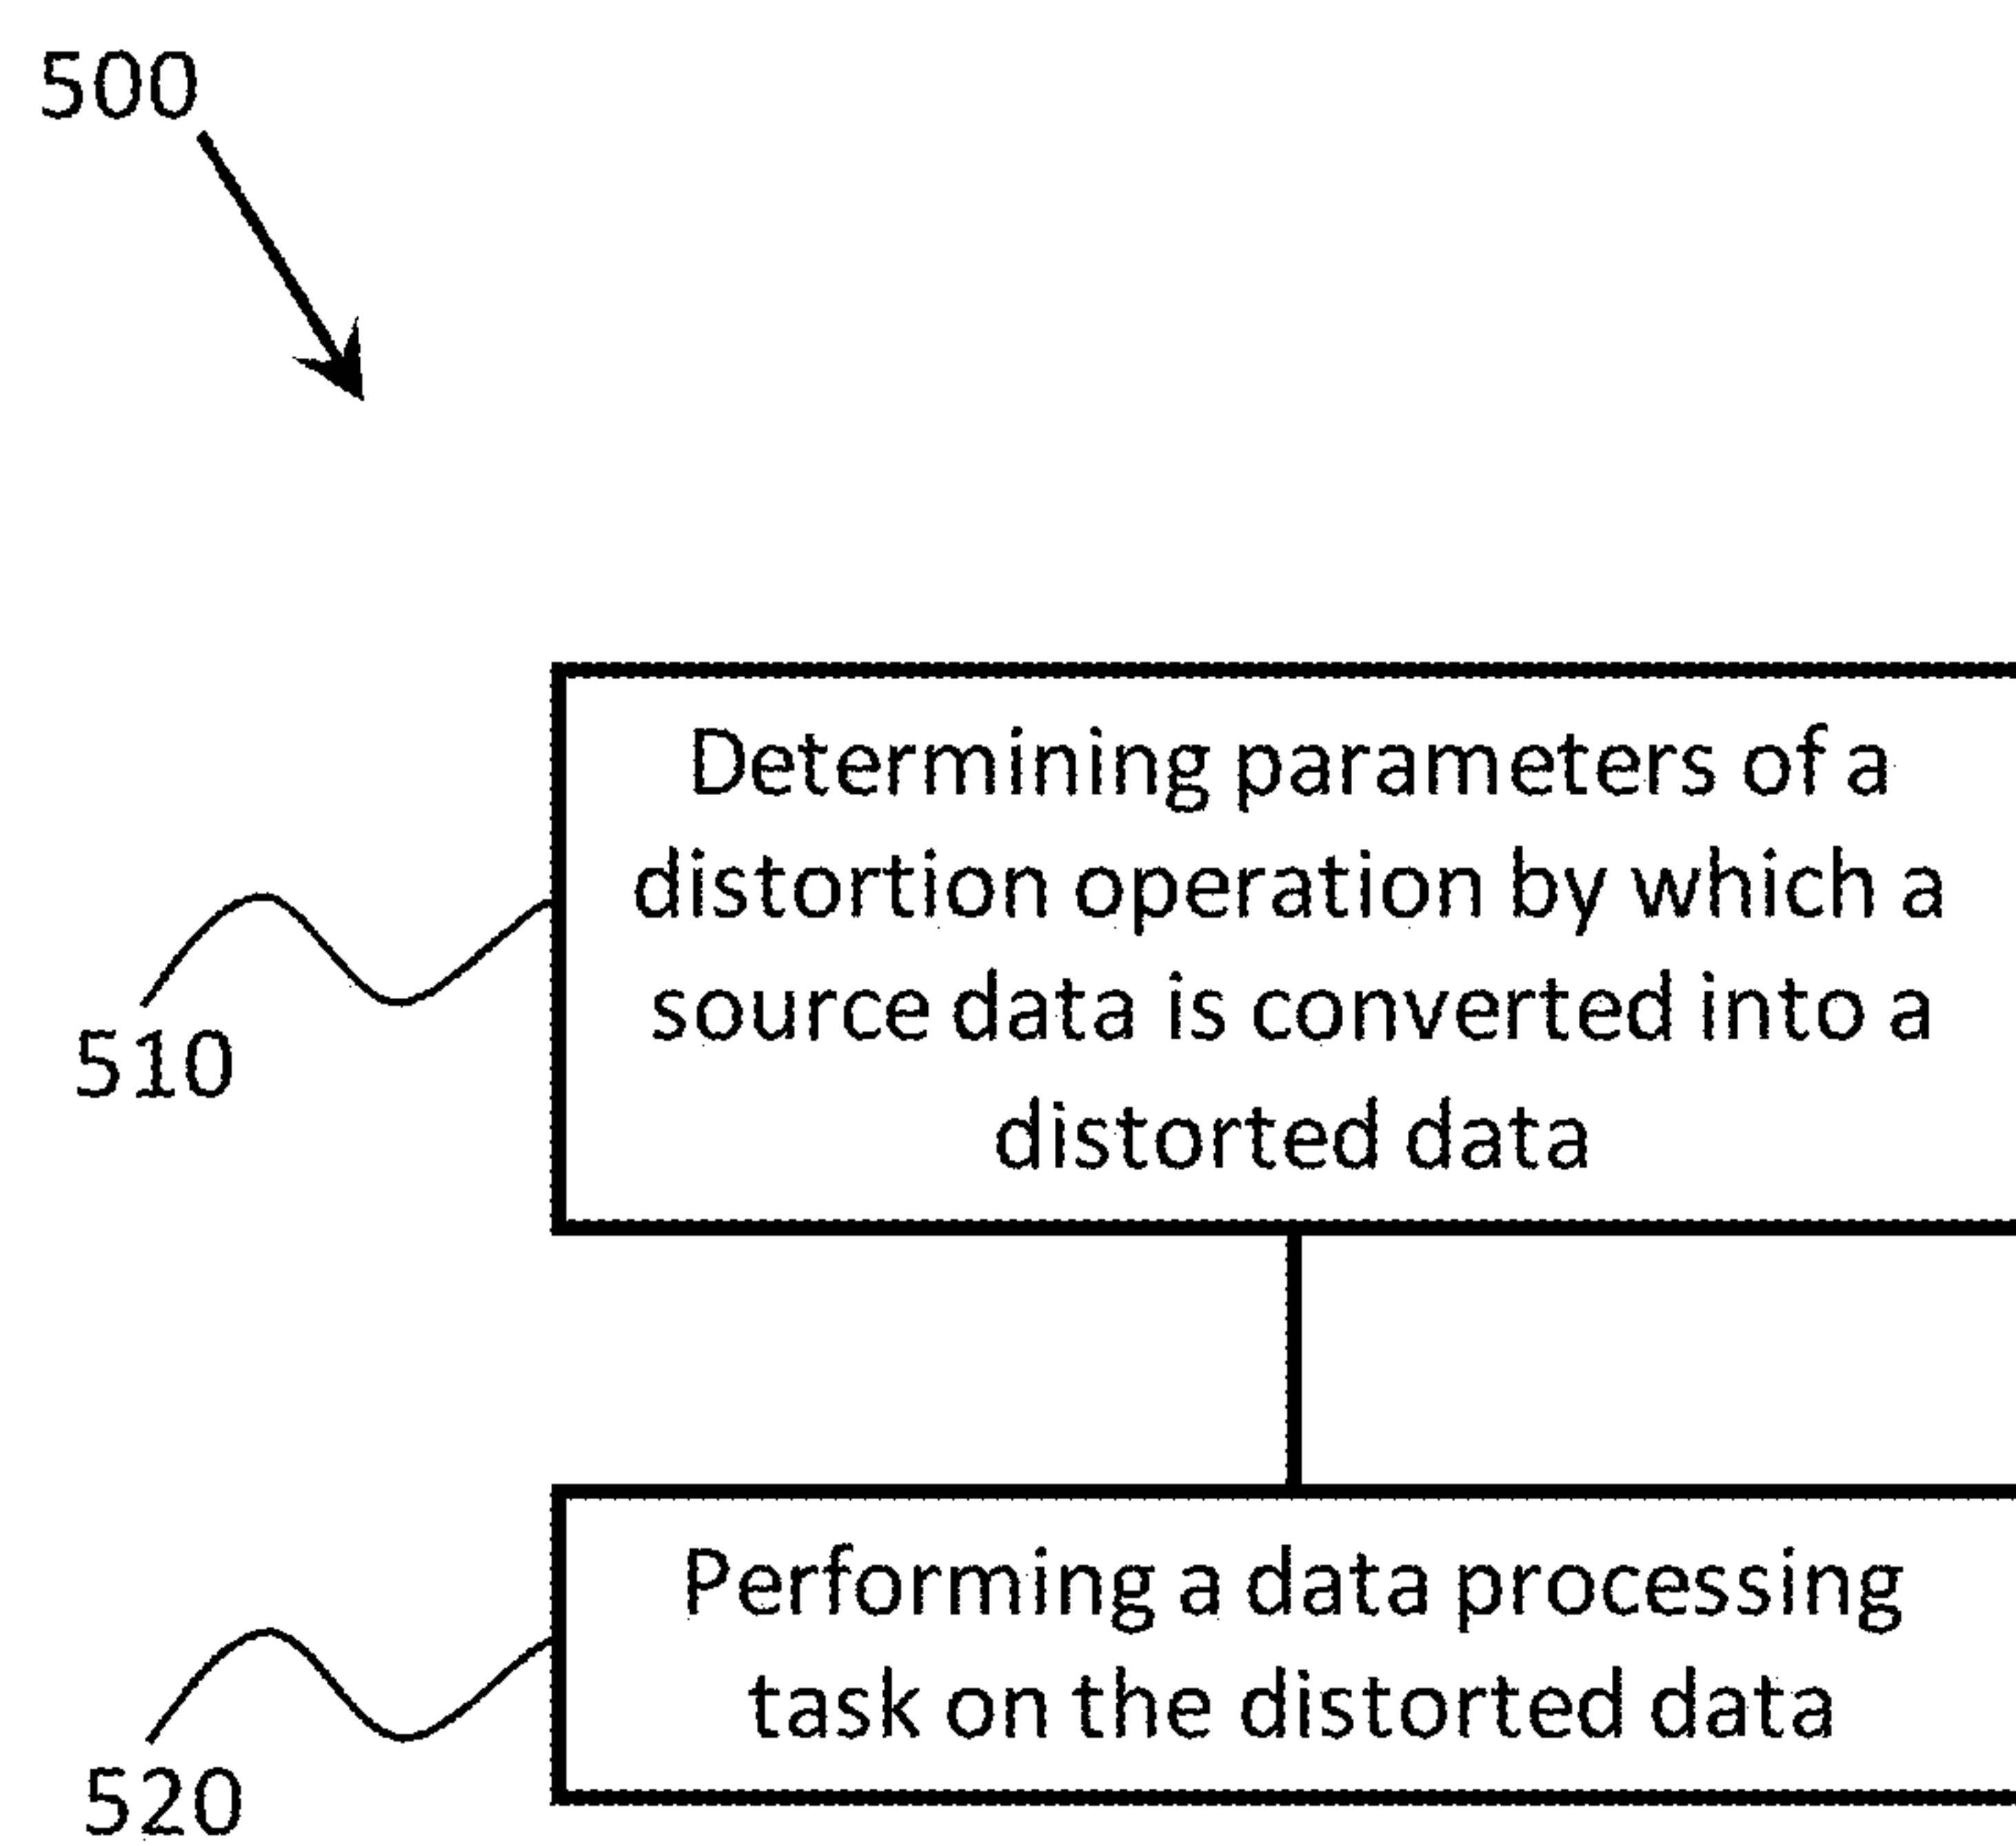 500
Determining parameters of a
distortion operation by which a
source data is converted into a
distorted data
510
Performing a data processing
task on the distorted data
520